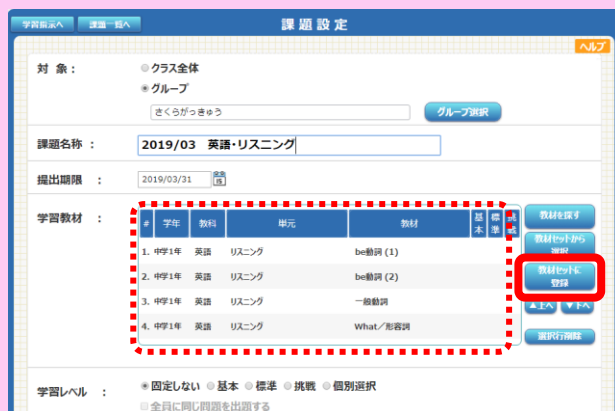 学習指示へ 課題一覧へ 課題設定
ヘルプ
対 象： クラス全体
グループ
さくらがっきゅう グループ選択
課題名称 ： 2019/03 英語・リスニング
提出期限 ： 2019/03/31
学習教材 ： # 学年 教科 単元 教材 基本 標準 挑戦 教材を探す
1. 中学1年 英語 リスニング be動詞 (1) 教材セットから選択
2. 中学1年 英語 リスニング be動詞 (2) 教材セットに登録
3. 中学1年 英語 リスニング 一般動詞 ▲上へ ▼下へ
4. 中学1年 英語 リスニング What／形容詞 選択行削除
学習レベル ： 固定しない 基本 標準 挑戦 個別選択
全員に同じ問題を出題する